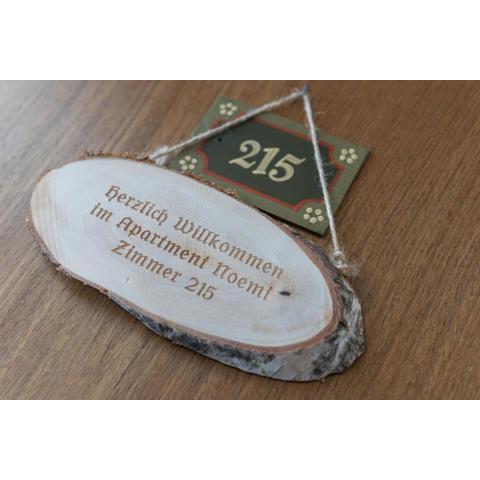 215
Herzlich Willkommen
im Apartment Noemi
Zimmer 215